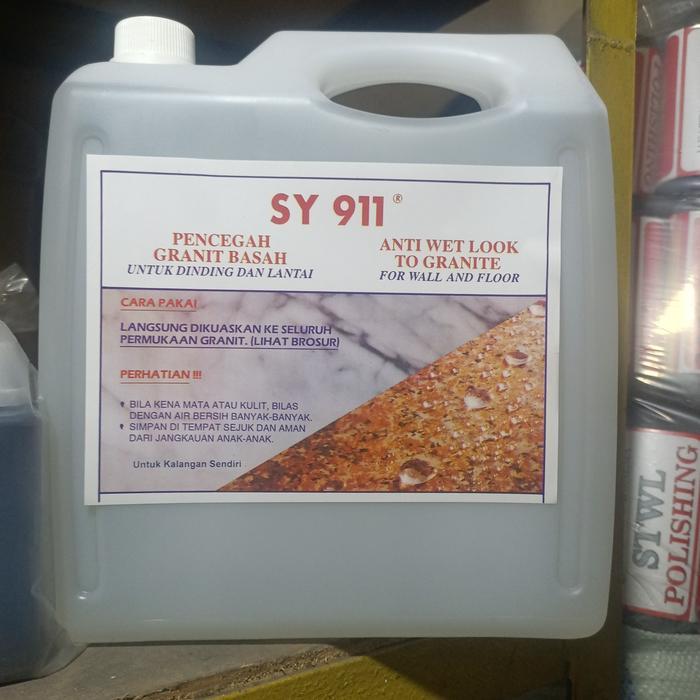 SY 911®
PENCEGAH
GRANIT BASAH
UNTUK DINDING DAN LANTAI
ANTI WET LOOK
TO GRANITE
FOR WALL AND FLOOR
CARA PAKAI
LANGSUNG DIKUASKAN KE SELURUH
PERMUKAAN GRANIT. (LIHAT BROSUR)
PERHATIAN !!!
• BILA KENA MATA ATAU KULIT, BILAS
DENGAN AIR BERSIH BANYAK-BANYAK.
• SIMPAN DI TEMPAT SEJUK DAN AMAN
DARI JANGKAUAN ANAK-ANAK.
Untuk Kalangan Sendiri
STWL
POLISHING